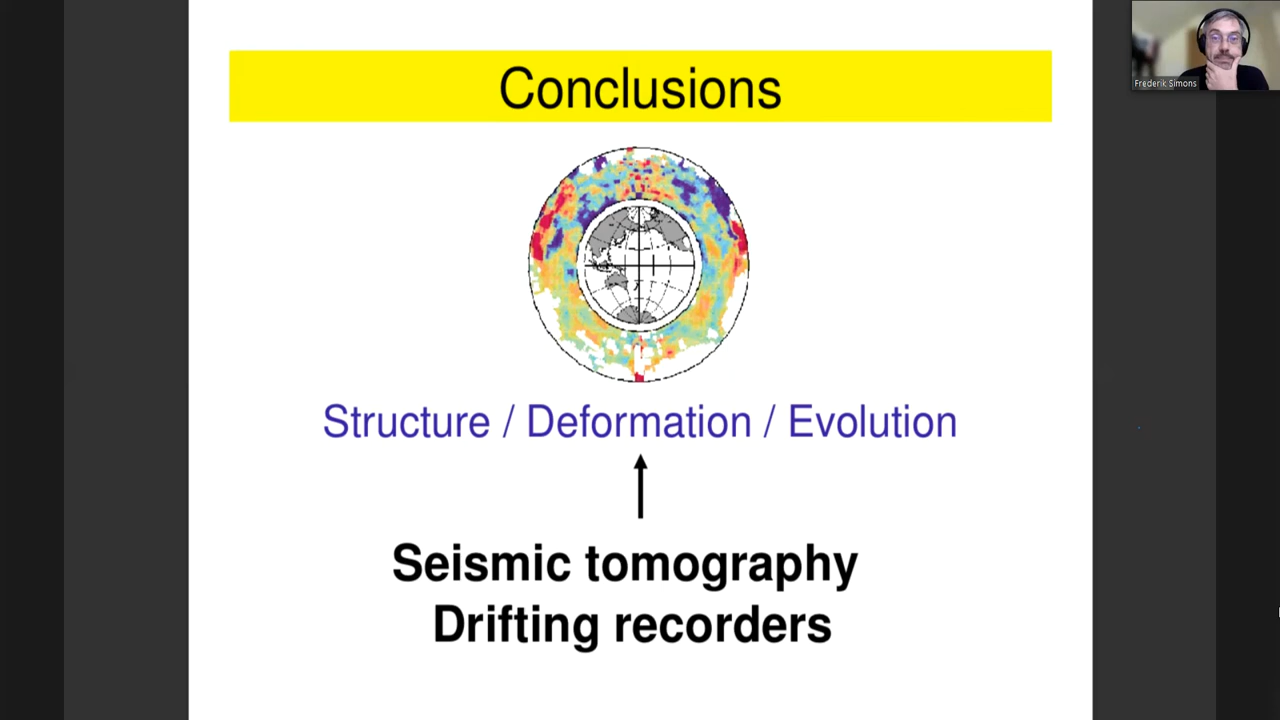 Conclusions
Frederik Simons
Structure / Deformation / Evolution
Seismic tomography
Drifting recorders